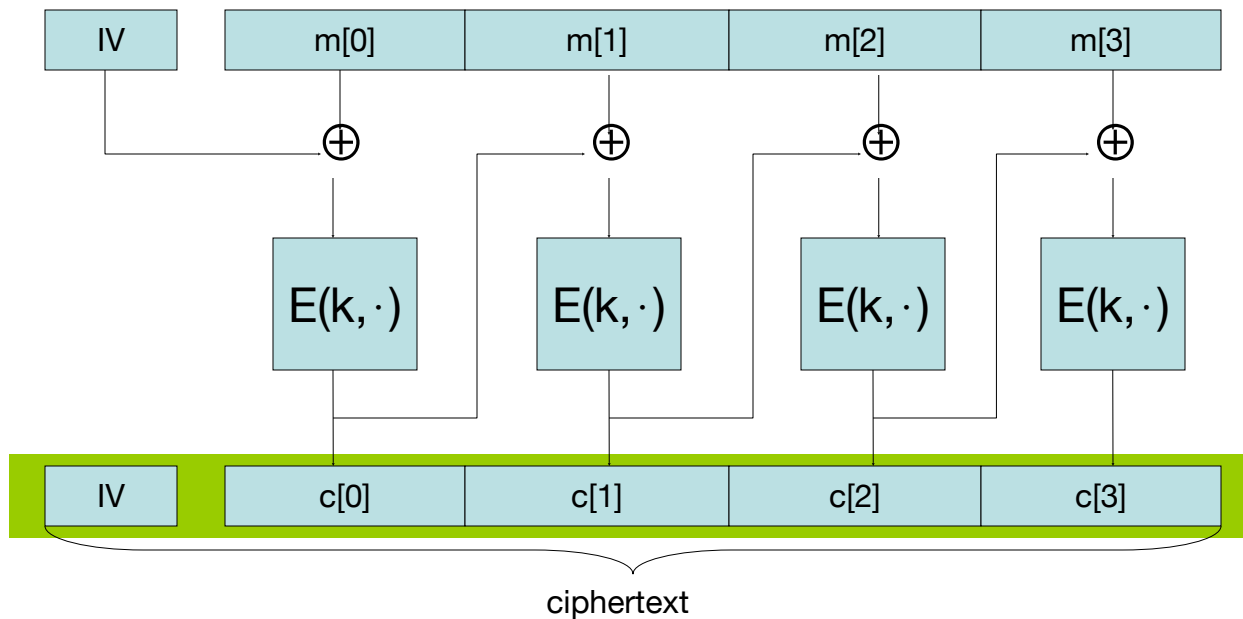 IV m[0] m[1] m[2] m[3]
⊕ ⊕ ⊕ ⊕
E(k,·) E(k,·) E(k,·) E(k,·)
IV c[0] c[1] c[2] c[3]
ciphertext